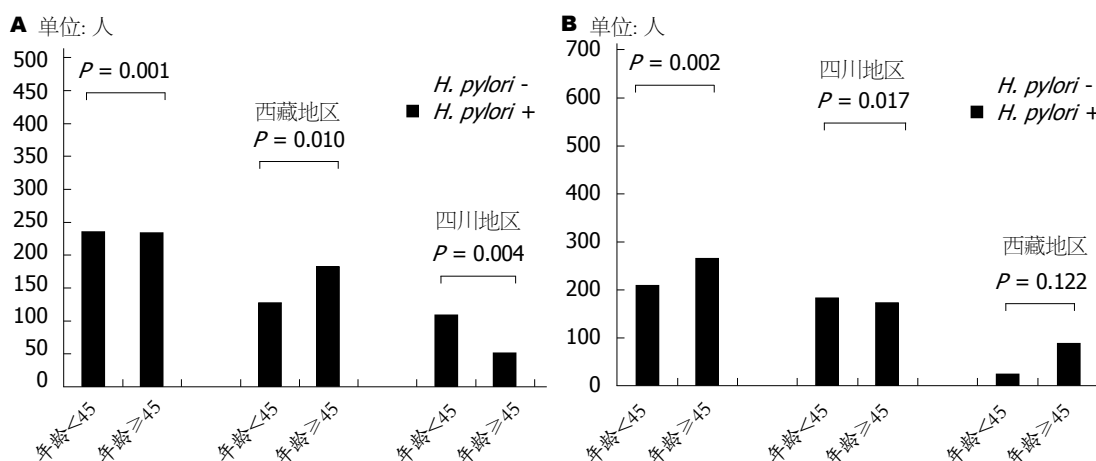 A 单位: 人
500
450
400
350
300
250
200
150
100
50
0
P = 0.001
西藏地区
P = 0.010
四川地区
P = 0.004
H. pylori -
H. pylori +
年龄<45
年龄≥45
年龄<45
年龄≥45
年龄<45
年龄≥45
B 单位: 人
700
600
500
400
300
200
100
0
P = 0.002
四川地区
P = 0.017
西藏地区
P = 0.122
H. pylori -
H. pylori +
年龄<45
年龄≥45
年龄<45
年龄≥45
年龄<45
年龄≥45